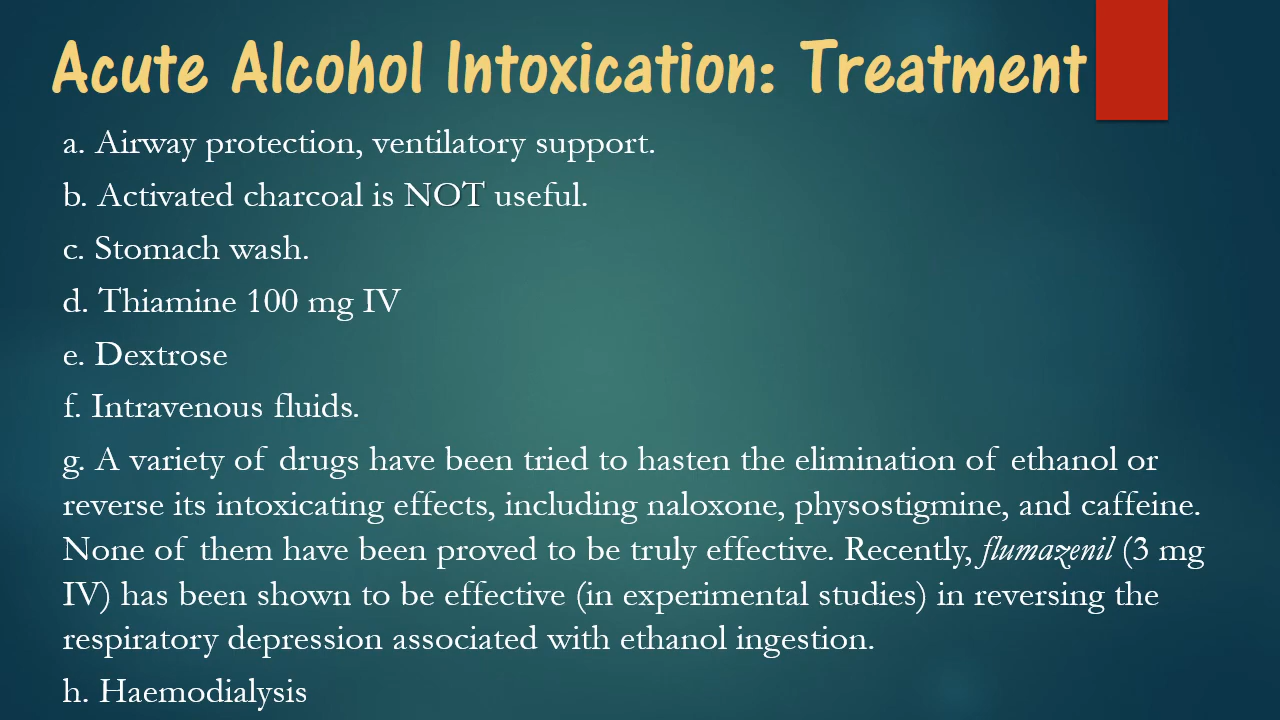 Acute Alcohol Intoxication: Treatment
a. Airway protection, ventilatory support.
b. Activated charcoal is NOT useful.
c. Stomach wash.
d. Thiamine 100 mg IV
e. Dextrose
f. Intravenous fluids.
g. A variety of drugs have been tried to hasten the elimination of ethanol or
reverse its intoxicating effects, including naloxone, physostigmine, and caffeine.
None of them have been proved to be truly effective. Recently, flumazenil (3 mg
IV) has been shown to be effective (in experimental studies) in reversing the
respiratory depression associated with ethanol ingestion.
h. Haemodialysis